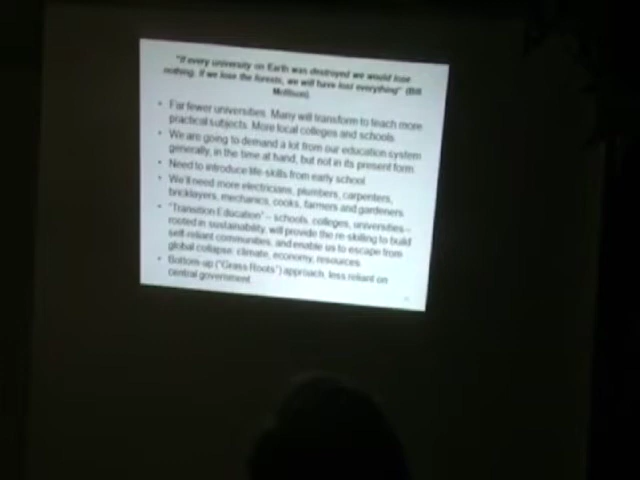 "If every university on Earth was destroyed we would lose
nothing. If we lose the forests, we will have lost everything" (Bill
Mollison)
• Far fewer universities. Many will transform to teach more
practical subjects. More local colleges and schools.
• We are going to demand a lot from our education system
generally, in the time at hand, but not in its present form.
• Need to introduce life-skills from early school.
• We'll need more electricians, plumbers, carpenters,
bricklayers, mechanics, cooks, farmers and gardeners.
• "Transition Education" – schools, colleges, universities –
rooted in sustainability, will provide the re-skilling to build
self-reliant communities, and enable us to escape from
global collapse: climate, economy, resources.
• Bottom-up ("Grass Roots") approach, less reliant on
central government.